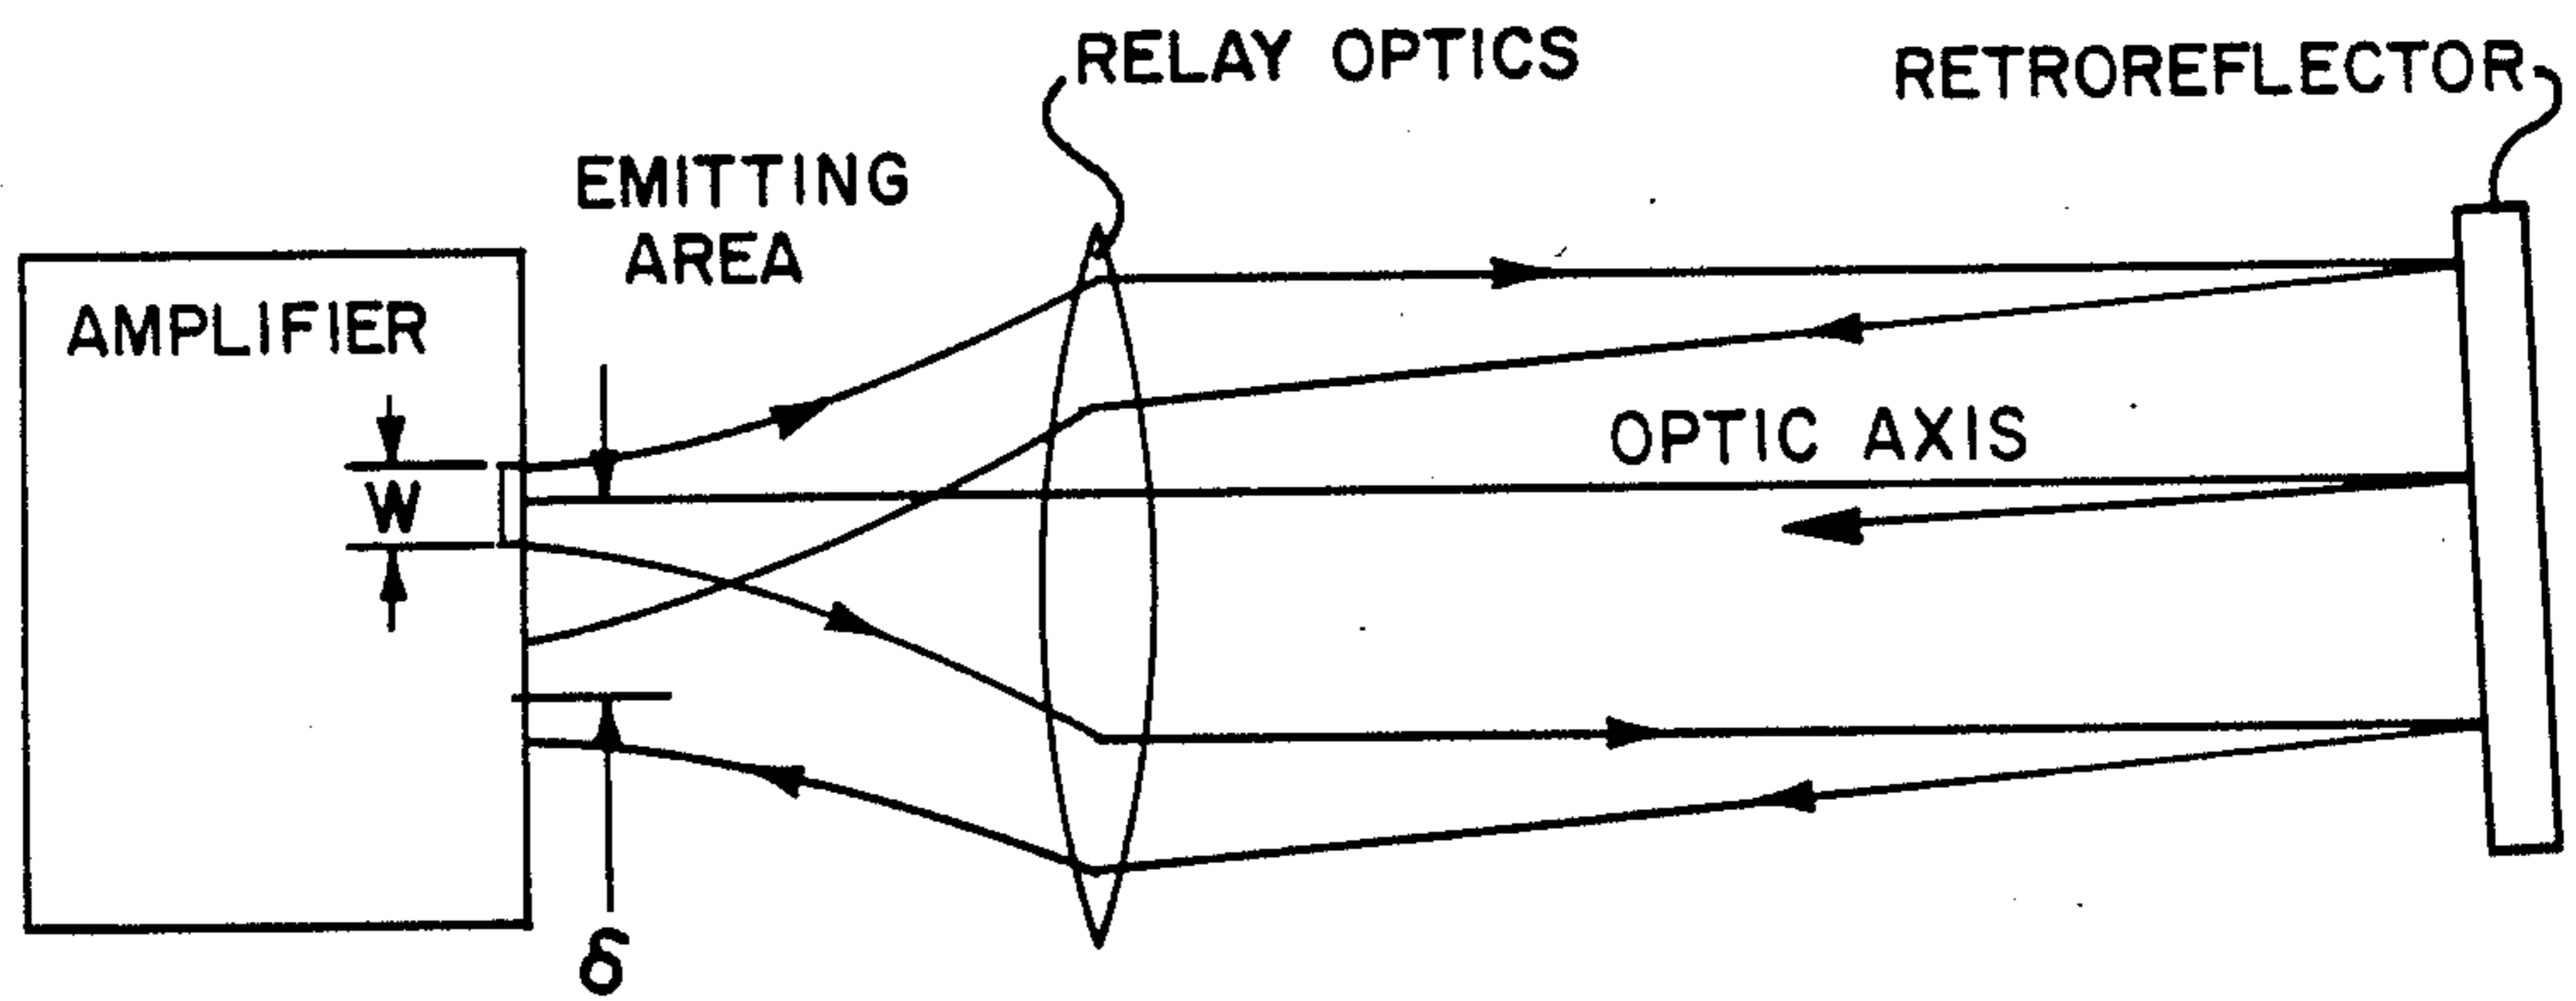 RELAY OPTICS
RETROREFLECTOR
EMITTING
AREA
AMPLIFIER
OPTIC AXIS
W
δ